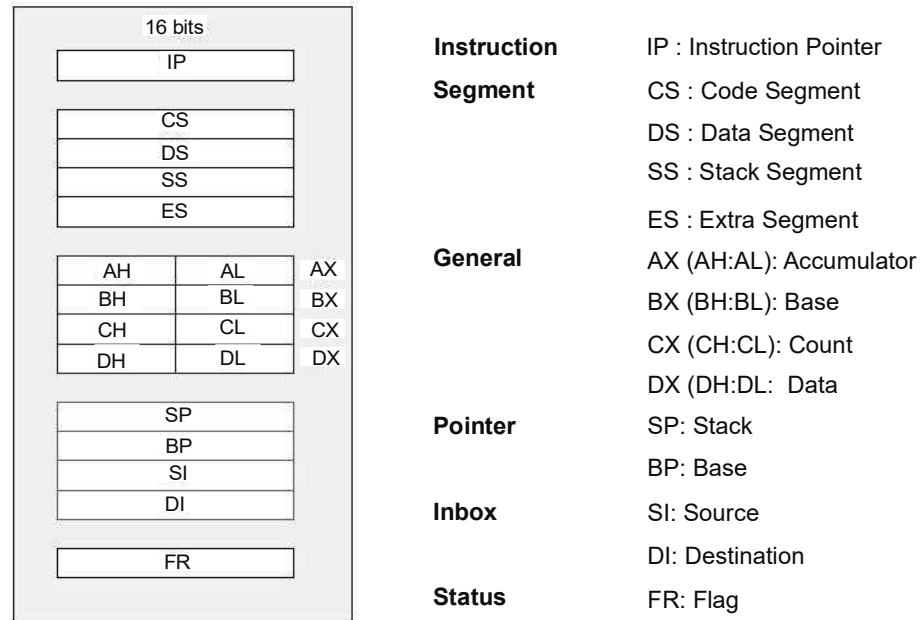 16 bits
IP
CS
DS
SS
ES
AH AL AX
BH BL BX
CH CL CX
DH DL DX
SP
BP
SI
DI
FR
Instruction IP : Instruction Pointer
Segment CS : Code Segment
DS : Data Segment
SS : Stack Segment
ES : Extra Segment
General AX (AH:AL): Accumulator
BX (BH:BL): Base
CX (CH:CL): Count
DX (DH:DL: Data
Pointer SP: Stack
BP: Base
Inbox SI: Source
DI: Destination
Status FR: Flag